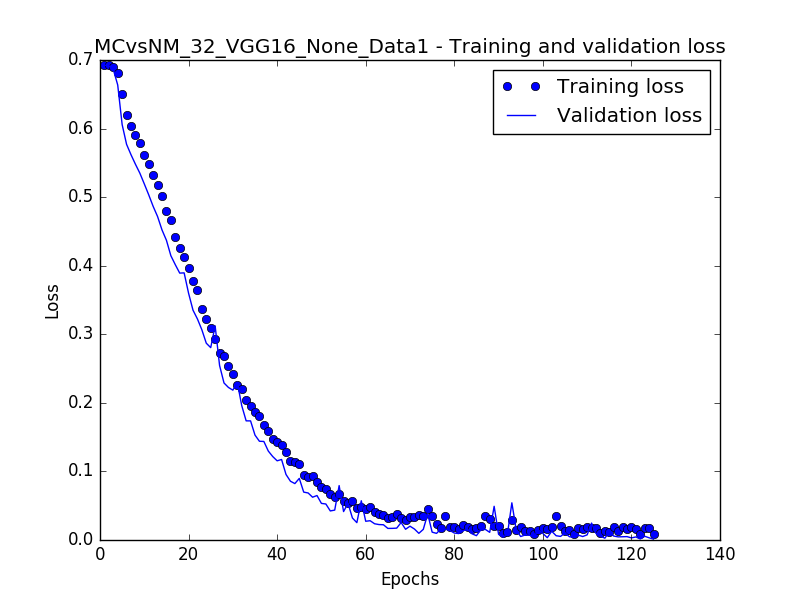 MCvsNM_32_VGG16_None_Data1 - Training and validation loss
Training loss
Validation loss
0.7
0.6
0.5
0.4
0.3
0.2
0.1
0.0
Loss
0 20 40 60 80 100 120 140
Epochs